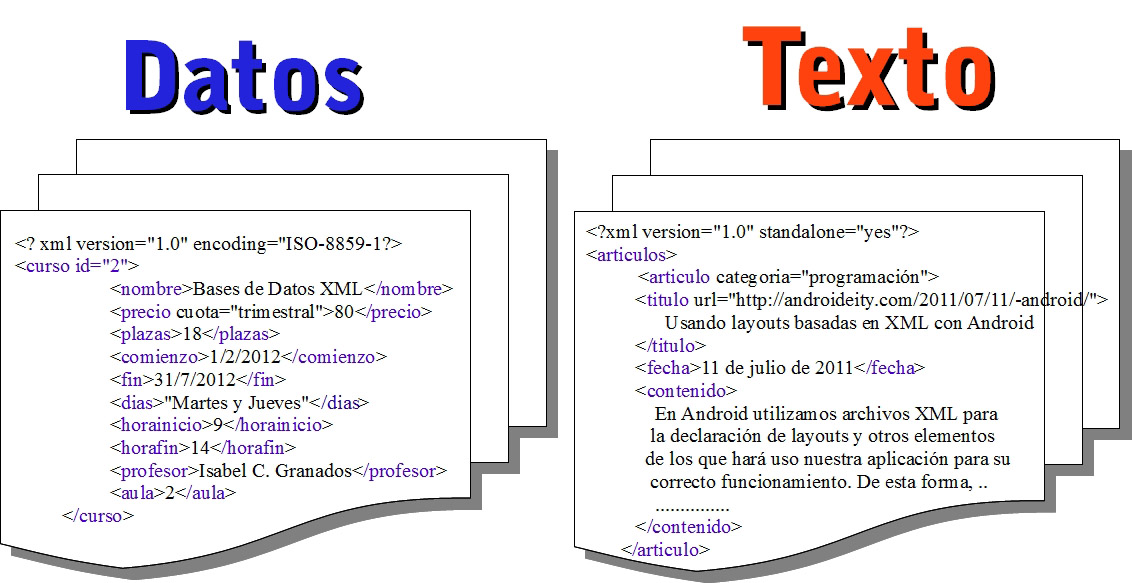 Datos
<? xml version="1.0" encoding="ISO-8859-1?>
<curso id="2">
<nombre>Bases de Datos XML</nombre>
<precio cuota="trimestral">80</precio>
<plazas>18</plazas>
<comienzo>1/2/2012</comienzo>
<fin>31/7/2012</fin>
<dias>"Martes y Jueves"</dias>
<horainicio>9</horainicio>
<horafin>14</horafin>
<profesor>Isabel C. Granados</profesor>
<aula>2</aula>
</curso>
Texto
<?xml version="1.0" standalone="yes"?>
<articulos>
<articulo categoria="programación">
<titulo url="http://androideity.com/2011/07/11/-android/">
Usando layouts basadas en XML con Android
</titulo>
<fecha>11 de julio de 2011</fecha>
<contenido>
En Android utilizamos archivos XML para
la declaración de layouts y otros elementos
de los que hará uso nuestra aplicación para su
correcto funcionamiento. De esta forma, ..
...............
</contenido>
</articulo>